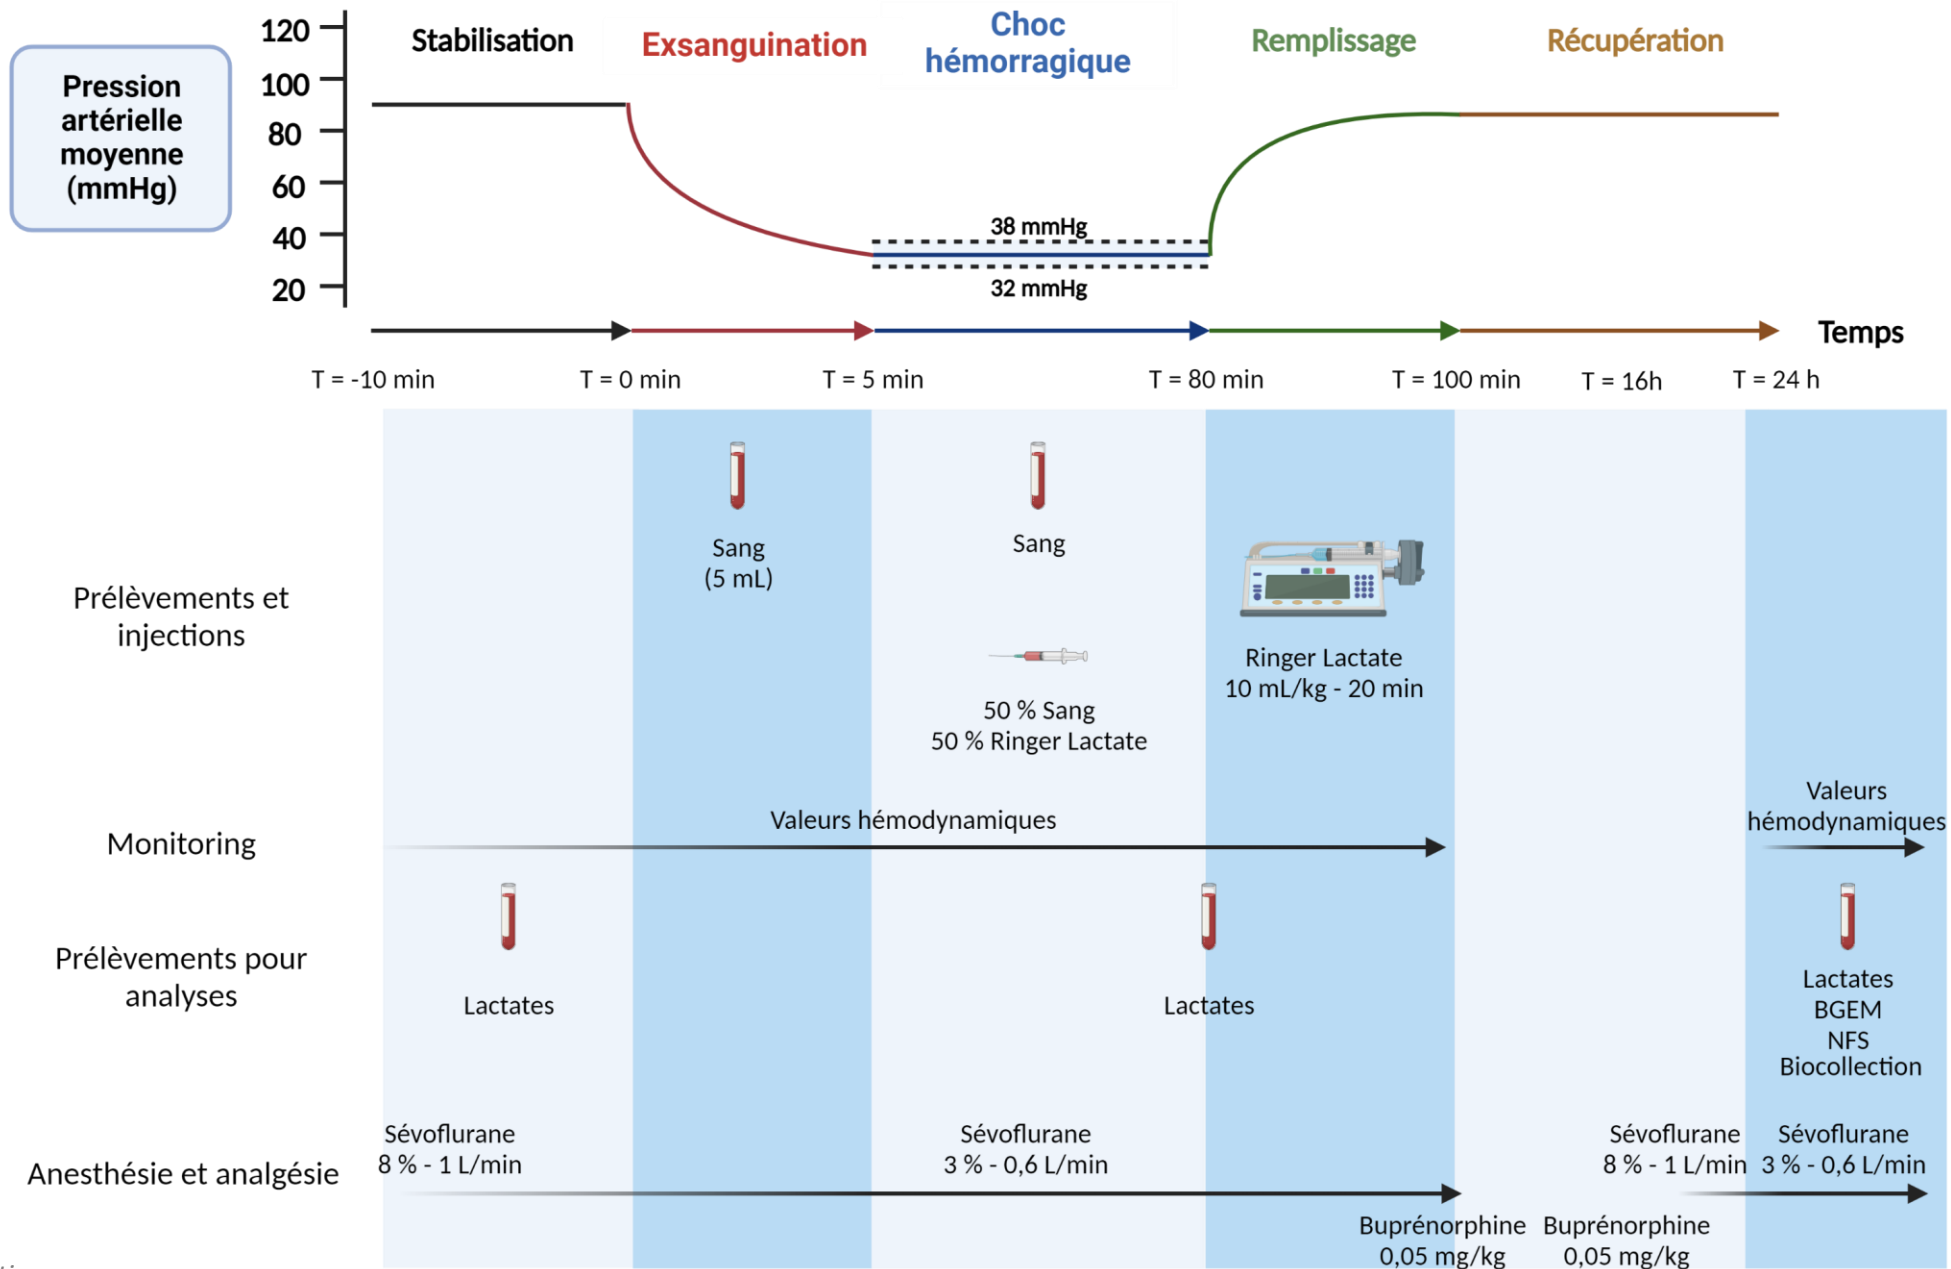 Pression
artérielle
moyenne
(mmHg)
120
100
80
60
40
20
Stabilisation
Exsanguination
Choc
hémorragique
Remplissage
Récupération
38 mmHg
32 mmHg
Temps
T = -10 min
T = 0 min
T = 5 min
T = 80 min
T = 100 min
T = 16h
T = 24 h
Prélèvements et
injections
Sang
(5 mL)
Sang
50 % Sang
50 % Ringer Lactate
Ringer Lactate
10 mL/kg - 20 min
Monitoring
Valeurs hémodynamiques
Valeurs
hémodynamiques
Prélèvements pour
analyses
Lactates
Lactates
Lactates
BGEM
NFS
Biocollection
Anesthésie et analgésie
Sévoflurane
8 % - 1 L/min
Sévoflurane
3 % - 0,6 L/min
Sévoflurane
8 % - 1 L/min
Sévoflurane
3 % - 0,6 L/min
Buprénorphine
0,05 mg/kg
Buprénorphine
0,05 mg/kg